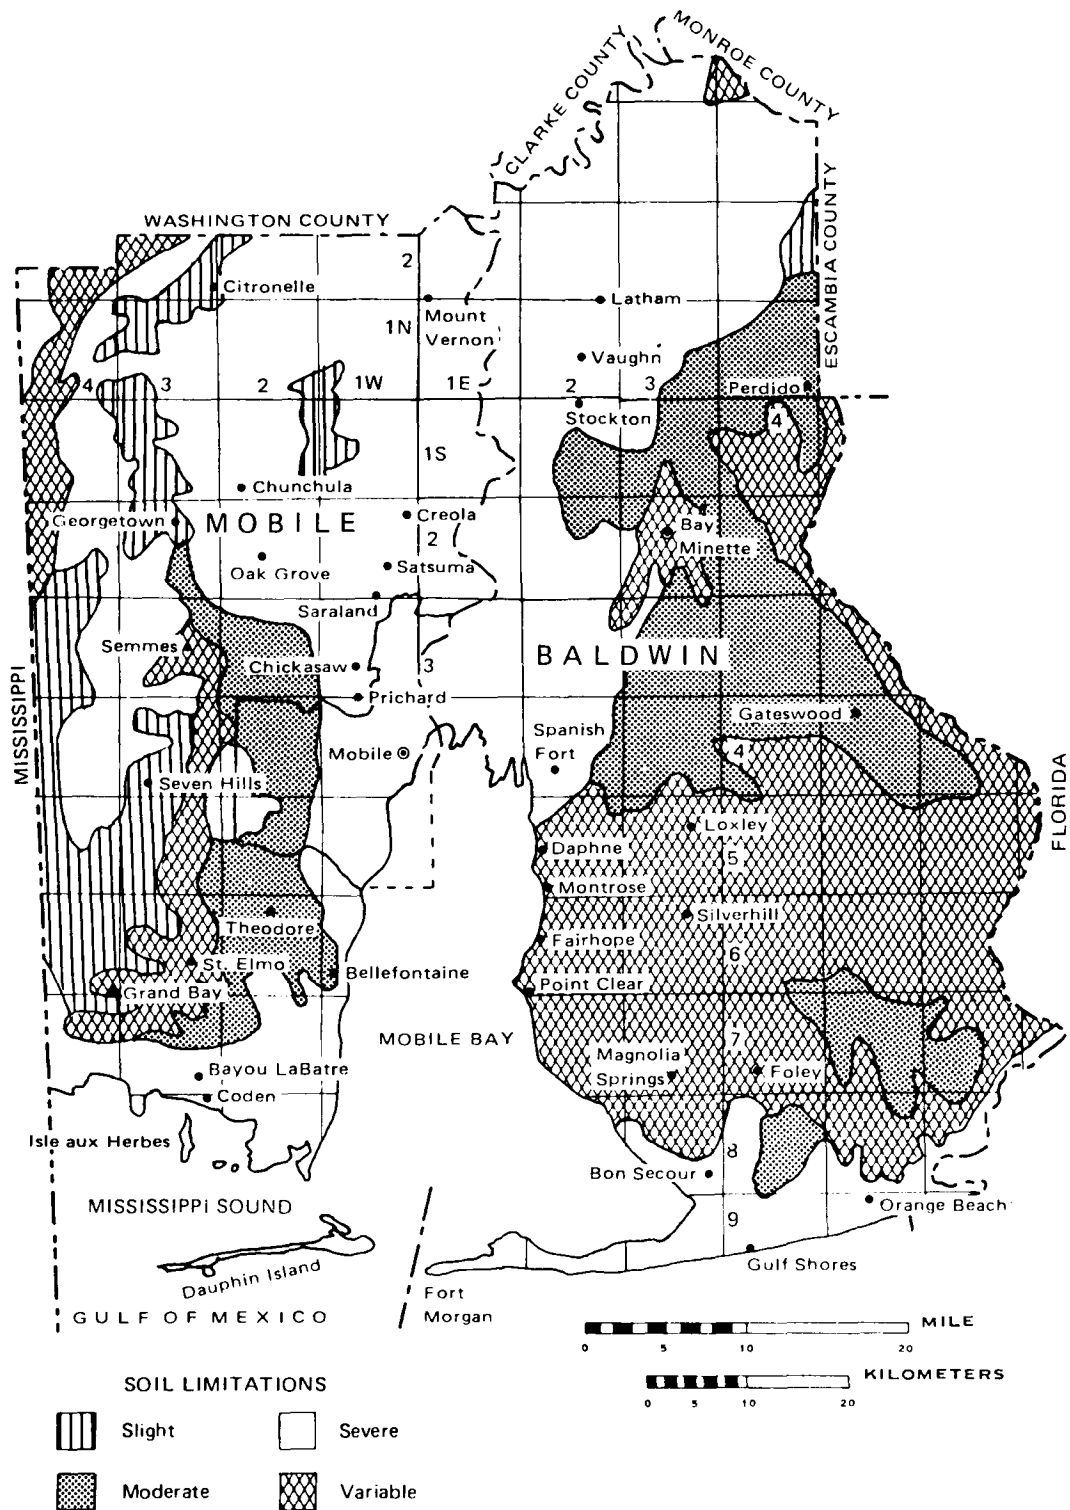 MONROE COUNTY
CLARKE COUNTY
WASHINGTON COUNTY
ESCAMBIA COUNTY
2
Citronelle
Latham
Mount
Vernon
1N
Vaughn
4
3
2
1W
1E
2
3
Perdido
Stockton
4
1S
Chunchula
Georgetown
MOBILE
Creola
Bay
Minette
2
Oak Grove
Satsuma
Saraland
Semmes
BALDWIN
Chickasaw
3
Prichard
MISSISSIPPI
Gateswood
Spanish
Fort
Mobile
4
Seven Hills
FLORIDA
Loxley
Daphne
5
Montrose
Theodore
Silverhill
Fairhope
6
St. Elmo
Bellefontaine
Grand Bay
Point Clear
MOBILE BAY
7
Magnolia
Springs
Foley
Bayou LaBatre
Coden
Isle aux Herbes
8
Bon Secour
MISSISSIPPI SOUND
9
Orange Beach
Dauphin Island
Gulf Shores
Fort
Morgan
GULF OF MEXICO
MILE
0 5 10 20
KILOMETERS
0 5 10 20
SOIL LIMITATIONS
Slight
Severe
Moderate
Variable